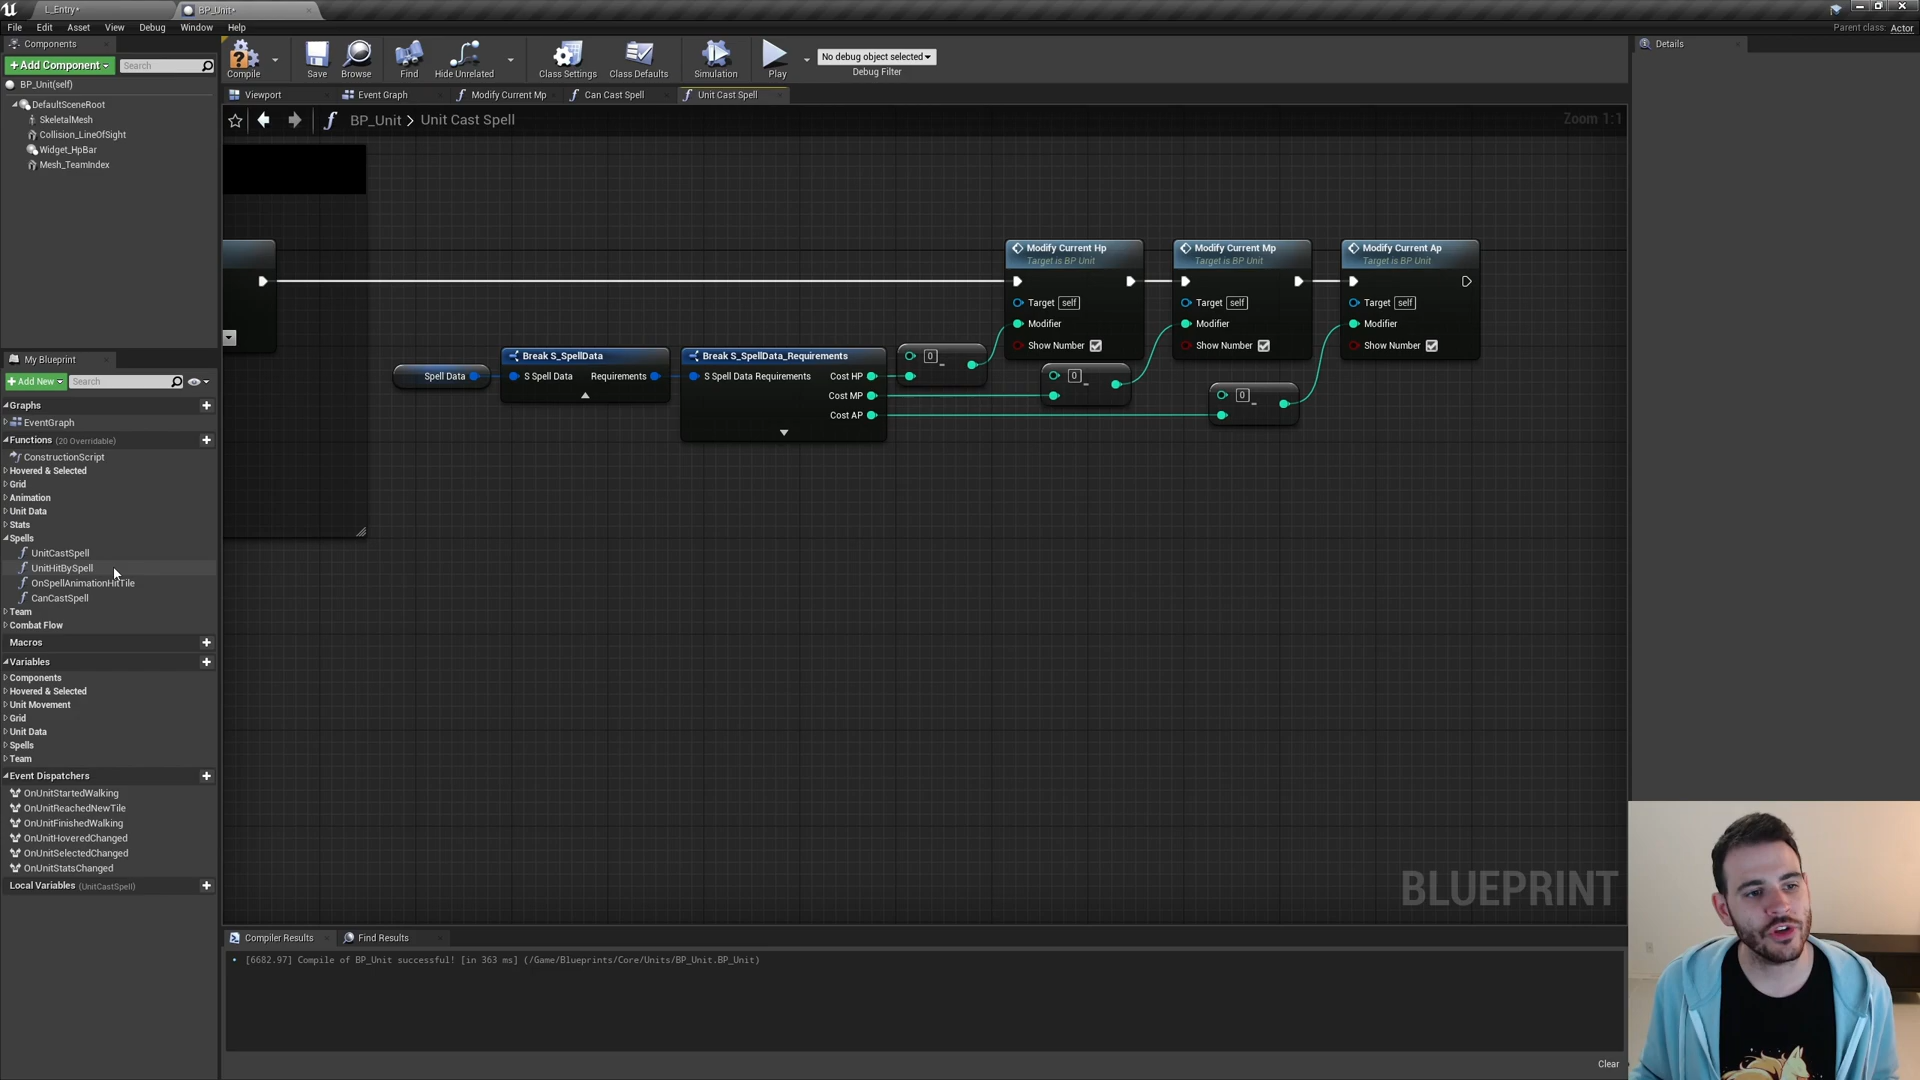 L_Entry*
BP_Unit*
File Edit Asset View Debug Window Help
Parent class: Actor
Components
Add Component
Search
BP_Unit(self)
DefaultSceneRoot
SkeletalMesh
Collision_LineOfSight
Widget_HpBar
Mesh_TeamIndex
Compile
Save
Browse
Find
Hide Unrelated
Class Settings
Class Defaults
Simulation
Play
No debug object selected
Debug Filter
Viewport
Event Graph
Modify Current Mp
Can Cast Spell
Unit Cast Spell
BP_Unit > Unit Cast Spell
Zoom 1:1
Details
Spell Data
Break S_SpellData
S Spell Data
Requirements
Break S_SpellData_Requirements
S Spell Data Requirements
Cost HP
Cost MP
Cost AP
0
-
0
-
0
-
Modify Current Hp
Target is BP Unit
Target self
Modifier
Show Number
Modify Current Mp
Target is BP Unit
Target self
Modifier
Show Number
Modify Current Ap
Target is BP Unit
Target self
Modifier
Show Number
BLUEPRINT
My Blueprint
Add New
Search
Graphs
EventGraph
Functions (20 Overridable)
ConstructionScript
Hovered & Selected
Grid
Animation
Unit Data
Stats
Spells
UnitCastSpell
UnitHitBySpell
OnSpellAnimationHitTile
CanCastSpell
Team
Combat Flow
Macros
Variables
Components
Hovered & Selected
Unit Movement
Grid
Unit Data
Spells
Team
Event Dispatchers
OnUnitStartedWalking
OnUnitReachedNewTile
OnUnitFinishedWalking
OnUnitHoveredChanged
OnUnitSelectedChanged
OnUnitStatsChanged
Local Variables (UnitCastSpell)
Compiler Results
Find Results
[6682.97] Compile of BP_Unit successful! [in 363 ms] (/Game/Blueprints/Core/Units/BP_Unit.BP_Unit)
Clear